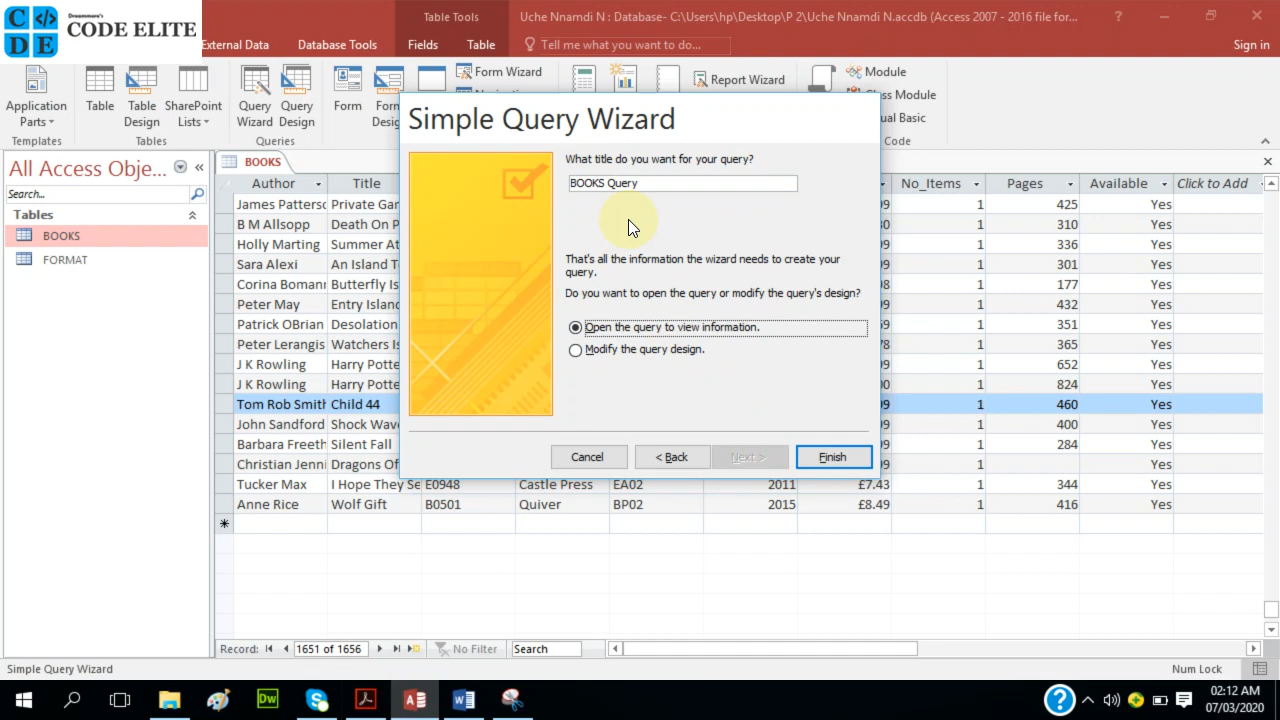 Dreammore's
CODE ELITE
C </>
D E
Table Tools
Uche Nnamdi N : Database- C:\Users\hp\Desktop\P 2\Uche Nnamdi N.accdb (Access 2007 - 2016 file for...
External Data Database Tools Fields Table Tell me what you want to do... Sign in
Application Parts
Table
Table Design
SharePoint Lists
Query Wizard
Query Design
Form
Form Wizard
Report Wizard
Module
Class Module
Templates Tables Queries Code
Simple Query Wizard
What title do you want for your query?
BOOKS Query
That's all the information the wizard needs to create your
query.
Do you want to open the query or modify the query's design?
Open the query to view information.
Modify the query design.
Cancel < Back Next > Finish
All Access Obje... «
Search...
Tables
BOOKS
FORMAT
BOOKS
Author Title No_Items Pages Available Click to Add
James Patterso Private Gar 1 425 Yes
B M Allsopp Death On P 1 310 Yes
Holly Marting Summer At 1 336 Yes
Sara Alexi An Island T 1 301 Yes
Corina Boman Butterfly Is 1 177 Yes
Peter May Entry Island 1 432 Yes
Patrick OBrian Desolation 1 351 Yes
Peter Lerangis Watchers Is 1 365 Yes
J K Rowling Harry Potte 1 652 Yes
J K Rowling Harry Potte 1 824 Yes
Tom Rob Smith Child 44 1 460 Yes
John Sandford Shock Wav 1 400 Yes
Barbara Freeth Silent Fall 1 284 Yes
Christian Jenni Dragons Of 1 Yes
Tucker Max I Hope They Se E0948 Castle Press EA02 2011 £7.43 1 344 Yes
Anne Rice Wolf Gift B0501 Quiver BP02 2015 £8.49 1 416 Yes
Record: 1651 of 1656 No Filter Search
Simple Query Wizard Num Lock
02:12 AM
07/03/2020